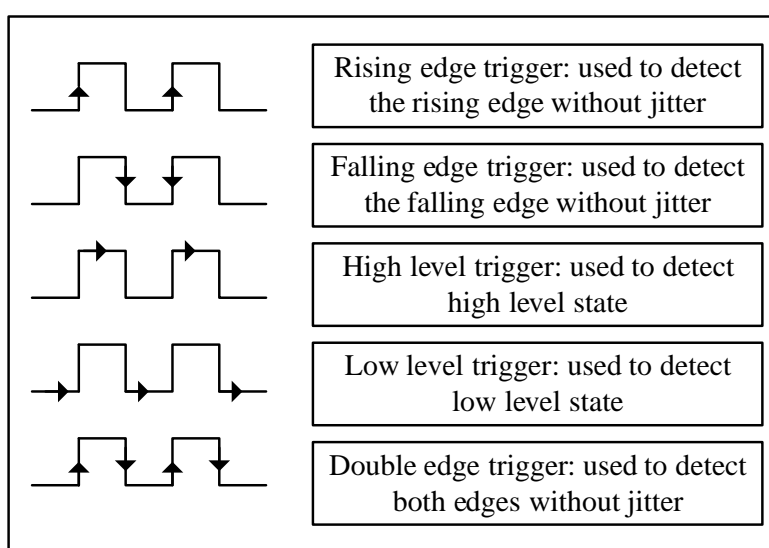 Rising edge trigger: used to detect
the rising edge without jitter
Falling edge trigger: used to detect
the falling edge without jitter
High level trigger: used to detect
high level state
Low level trigger: used to detect
low level state
Double edge trigger: used to detect
both edges without jitter